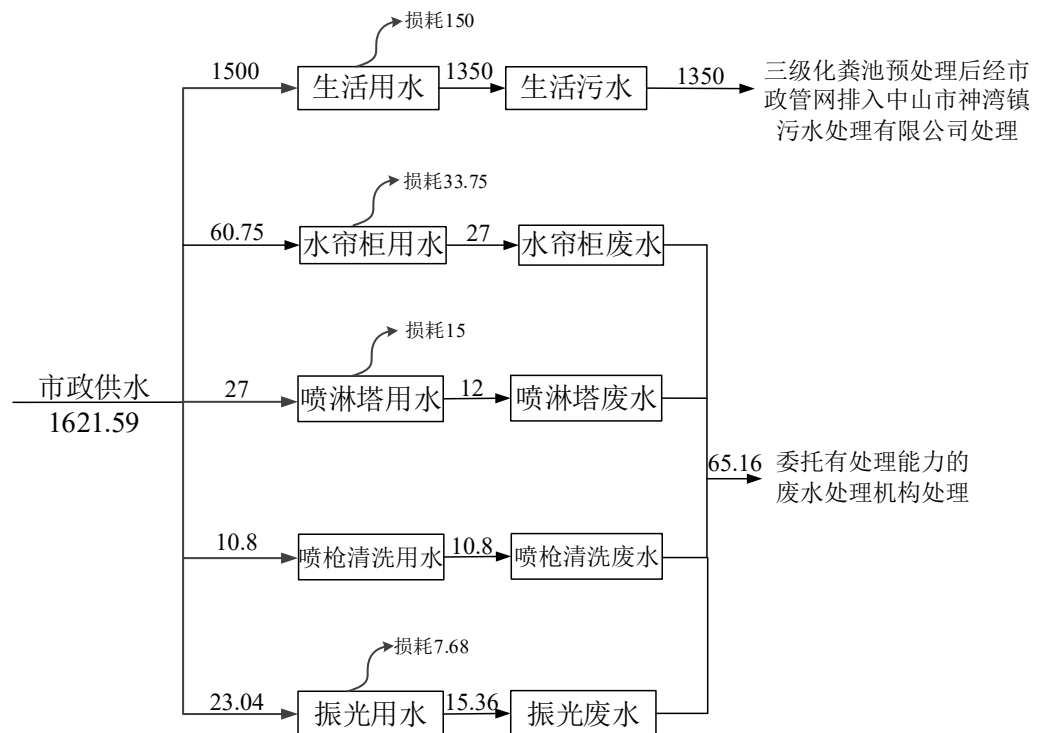 损耗150
1500
生活用水
1350
生活污水
1350
三级化粪池预处理后经市
政管网排入中山市神湾镇
污水处理有限公司处理
损耗33.75
60.75
水帘柜用水
27
水帘柜废水
损耗15
市政供水
1621.59
27
喷淋塔用水
12
喷淋塔废水
65.16
委托有处理能力的
废水处理机构处理
10.8
喷枪清洗用水
10.8
喷枪清洗废水
损耗7.68
23.04
振光用水
15.36
振光废水